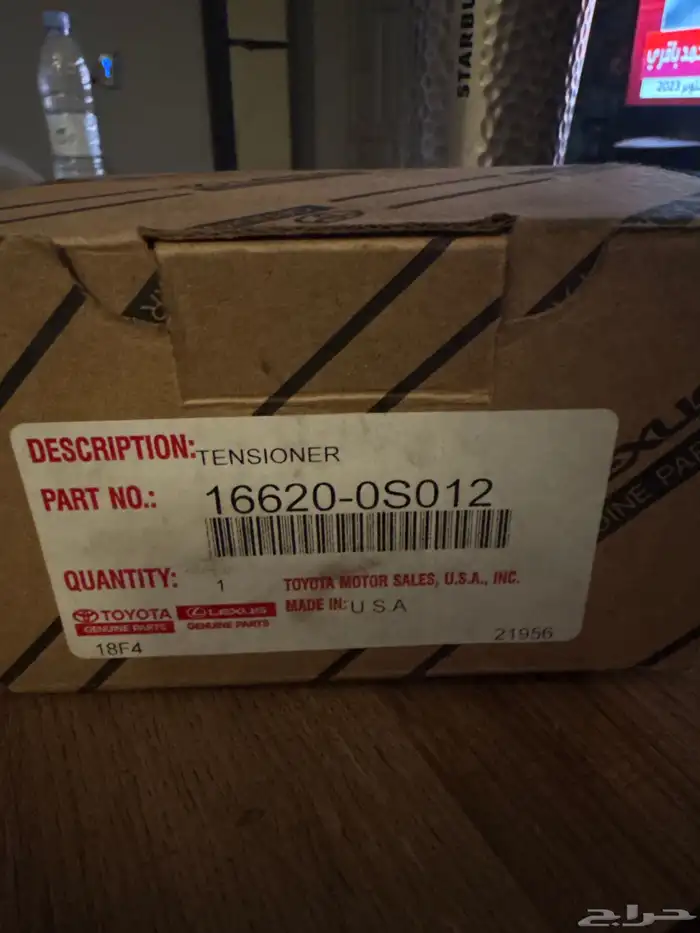 STARBU
2023
DESCRIPTION: TENSIONER
PART NO.: 16620-0S012
QUANTITY: 1
TOYOTA MOTOR SALES, U.S.A., INC.
MADE IN: U S A
TOYOTA
GENUINE PARTS
LEXUS
GENUINE PARTS
18F4
21956
حراج